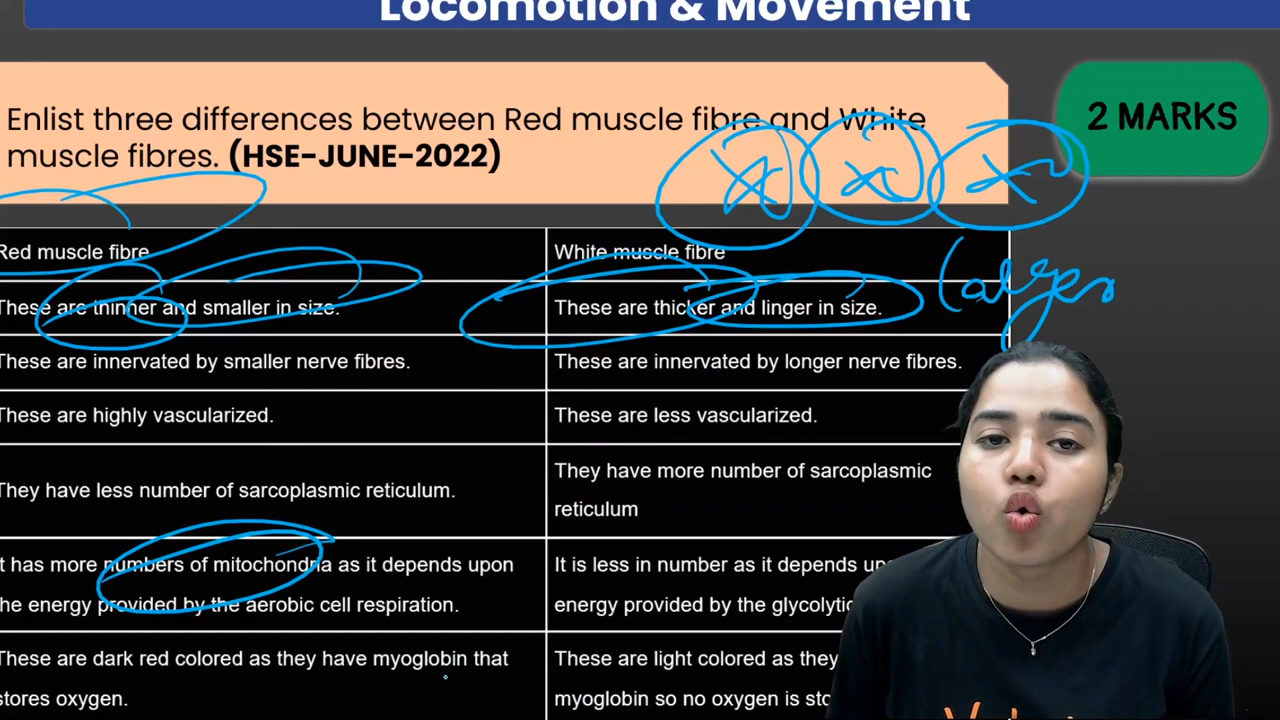 Locomotion & Movement
Enlist three differences between Red muscle fibre and White
muscle fibres. (HSE-JUNE-2022)
2 MARKS
Red muscle fibre
White muscle fibre
These are thinner and smaller in size.
These are thicker and linger in size.
larger
These are innervated by smaller nerve fibres.
These are innervated by longer nerve fibres.
These are highly vascularized.
These are less vascularized.
They have less number of sarcoplasmic reticulum.
They have more number of sarcoplasmic
reticulum
It has more numbers of mitochondria as it depends upon
the energy provided by the aerobic cell respiration.
It is less in number as it depends
energy provided by the
These are dark red colored as they have myoglobin that
stores oxygen.
These are light colored as they
myoglobin so no oxygen is